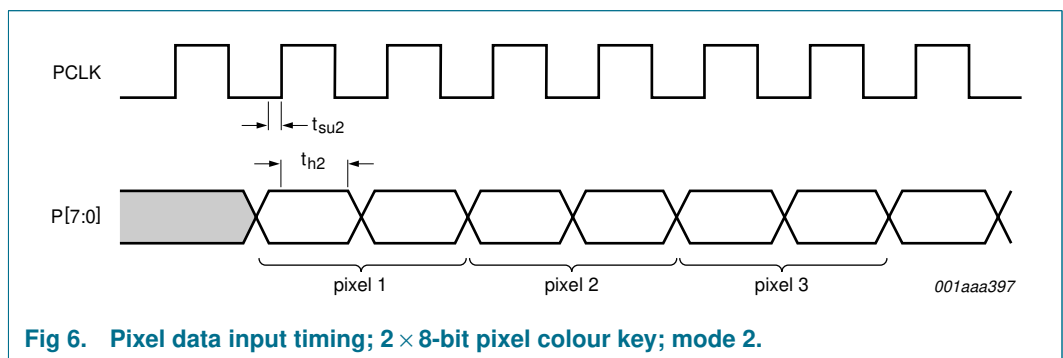 PCLK
tsu2
th2
P[7:0]
pixel 1 pixel 2 pixel 3
001aaa397
Fig 6. Pixel data input timing; 2 × 8-bit pixel colour key; mode 2.